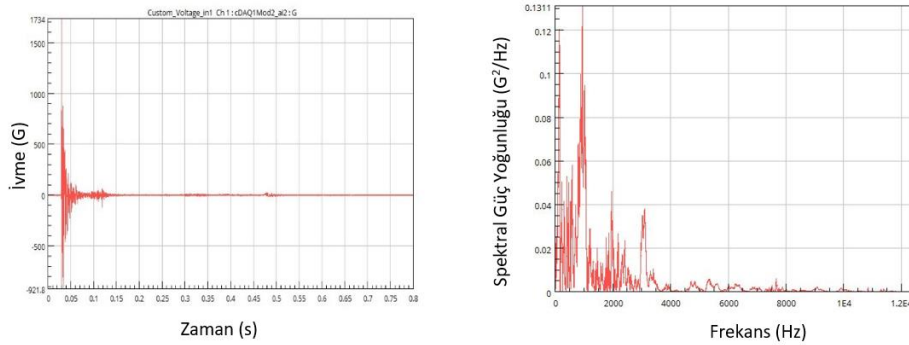 Custom_Voltage_in1 Ch 1 : cDAQ1Mod2_ai2 : G
1734
1500
1000
500
0
-500
-921.8
0 0.05 0.1 0.15 0.2 0.25 0.3 0.35 0.4 0.45 0.5 0.55 0.6 0.65 0.7 0.75 0.8
İvme (G)
Zaman (s)
0.1311
0.12
0.1
0.08
0.06
0.04
0.02
0
0 2000 4000 6000 8000 1E4 1.2E4
Spektral Güç Yoğunluğu (G²/Hz)
Frekans (Hz)